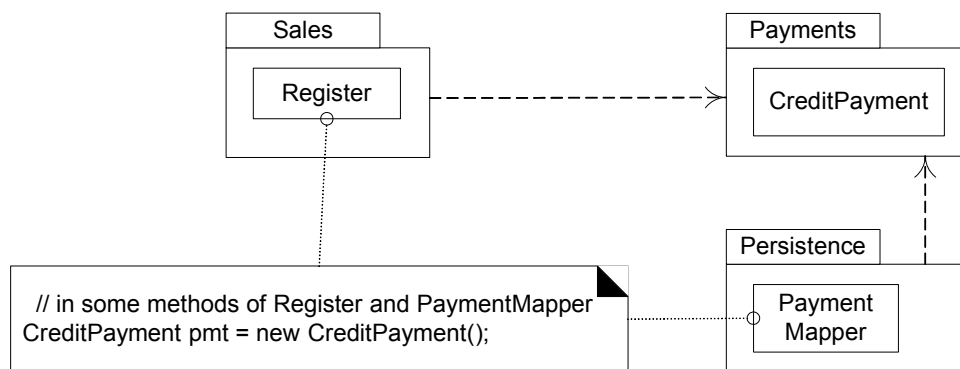 Sales
Payments
Register
CreditPayment
Persistence
// in some methods of Register and PaymentMapper
CreditPayment pmt = new CreditPayment();
Payment
Mapper